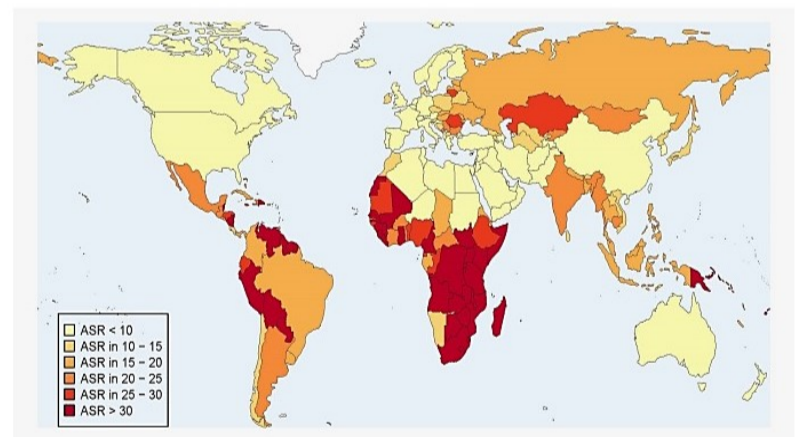 ASR < 10
ASR in 10 – 15
ASR in 15 – 20
ASR in 20 – 25
ASR in 25 – 30
ASR > 30